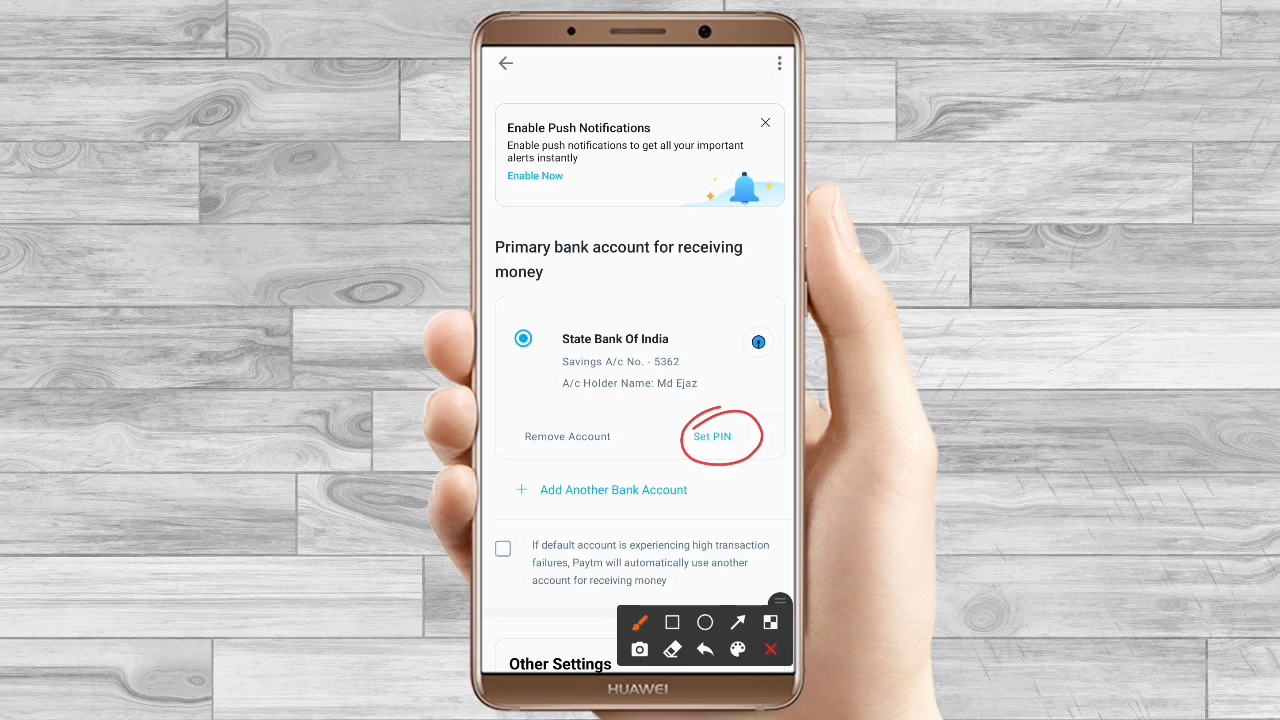 Enable Push Notifications
Enable push notifications to get all your important
alerts instantly
Enable Now
Primary bank account for receiving
money
State Bank Of India
Savings A/c No. - 5362
A/c Holder Name: Md Ejaz
Remove Account
Set PIN
+ Add Another Bank Account
If default account is experiencing high transaction
failures, Paytm will automatically use another
account for receiving money
Other Settings
HUAWEI